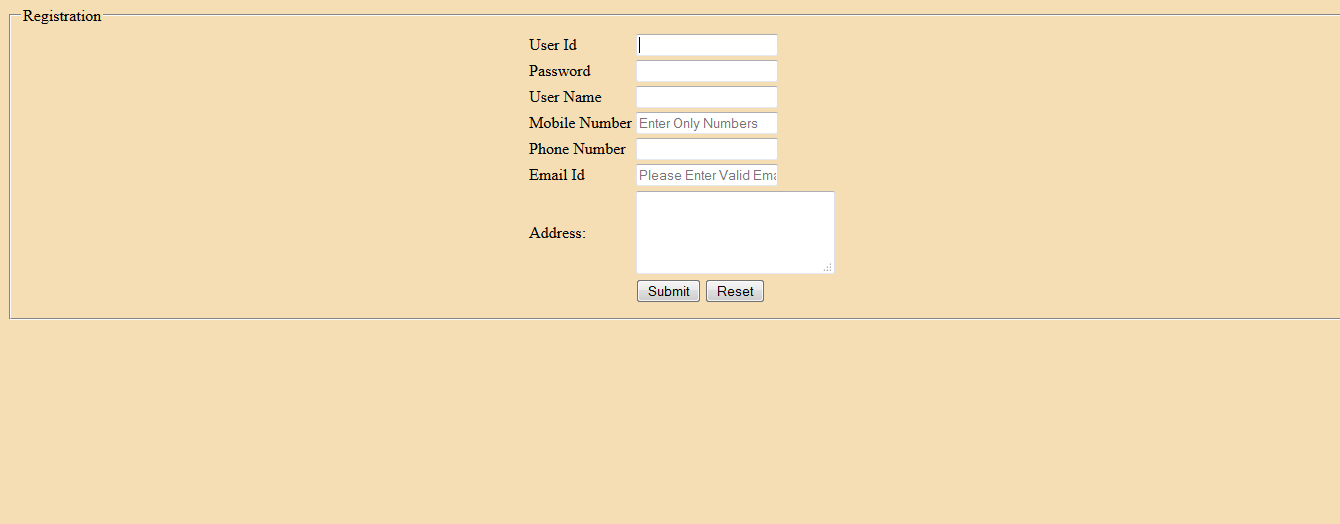 Registration
User Id
Password
User Name
Mobile Number Enter Only Numbers
Phone Number
Email Id Please Enter Valid Ema
Address:
Submit Reset